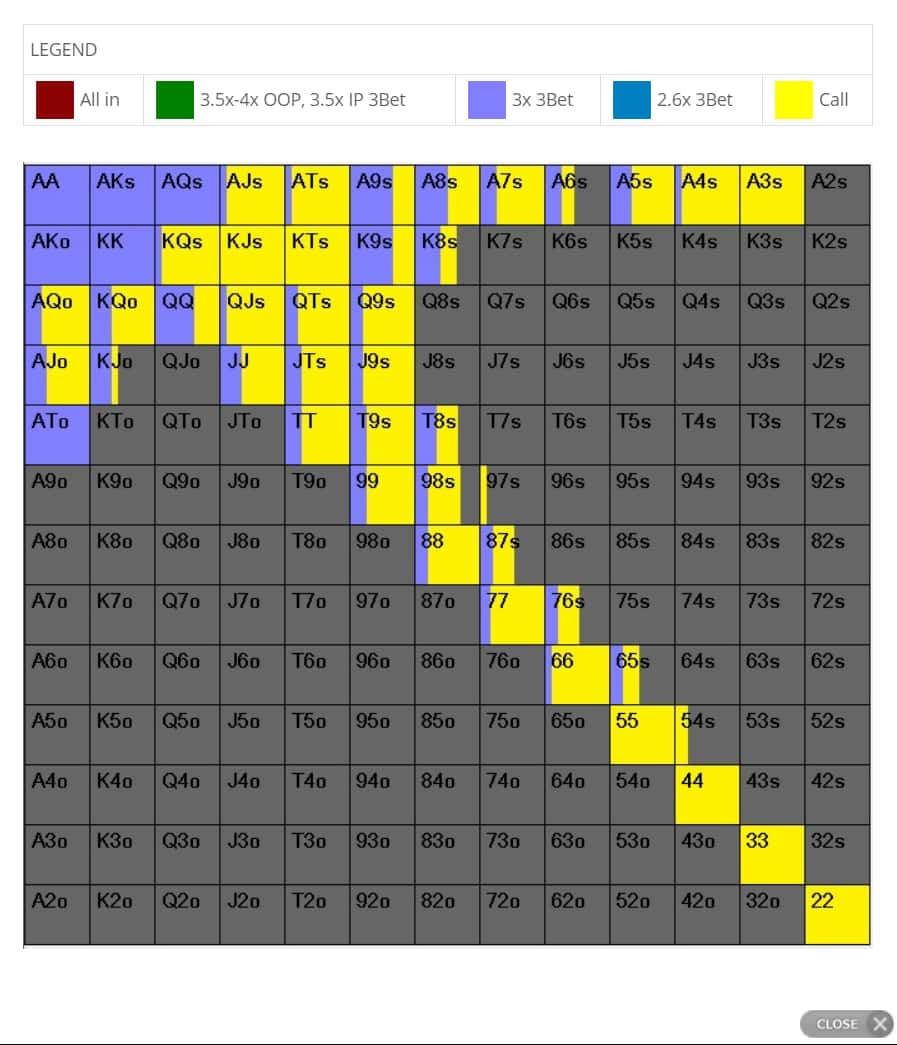 LEGEND
All in 3.5x-4x OOP, 3.5x IP 3Bet 3x 3Bet 2.6x 3Bet Call
AA AKs AQs AJs ATs A9s A8s A7s A6s A5s A4s A3s A2s
AKo KK KQs KJs KTs K9s K8s K7s K6s K5s K4s K3s K2s
AQo KQo QQ QJs QTs Q9s Q8s Q7s Q6s Q5s Q4s Q3s Q2s
AJo KJo QJo JJ JTs J9s J8s J7s J6s J5s J4s J3s J2s
ATo KTo QTo JTo TT T9s T8s T7s T6s T5s T4s T3s T2s
A9o K9o Q9o J9o T9o 99 98s 97s 96s 95s 94s 93s 92s
A8o K8o Q8o J8o T8o 98o 88 87s 86s 85s 84s 83s 82s
A7o K7o Q7o J7o T7o 97o 87o 77 76s 75s 74s 73s 72s
A6o K6o Q6o J6o T6o 96o 86o 76o 66 65s 64s 63s 62s
A5o K5o Q5o J5o T5o 95o 85o 75o 65o 55 54s 53s 52s
A4o K4o Q4o J4o T4o 94o 84o 74o 64o 54o 44 43s 42s
A3o K3o Q3o J3o T3o 93o 83o 73o 63o 53o 43o 33 32s
A2o K2o Q2o J2o T2o 92o 82o 72o 62o 52o 42o 32o 22
CLOSE X